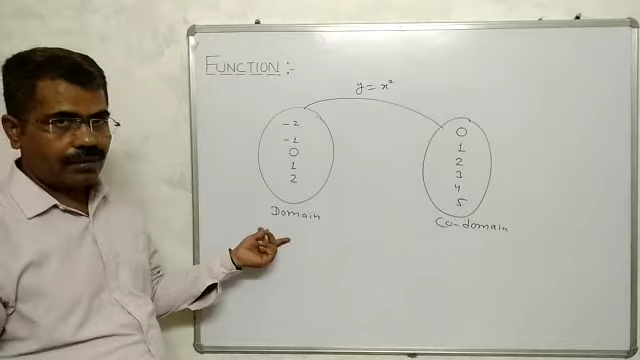 FUNCTION :-
y = x²
-2
-1
0
1
2
Domain
0
1
2
3
4
5
Co-domain